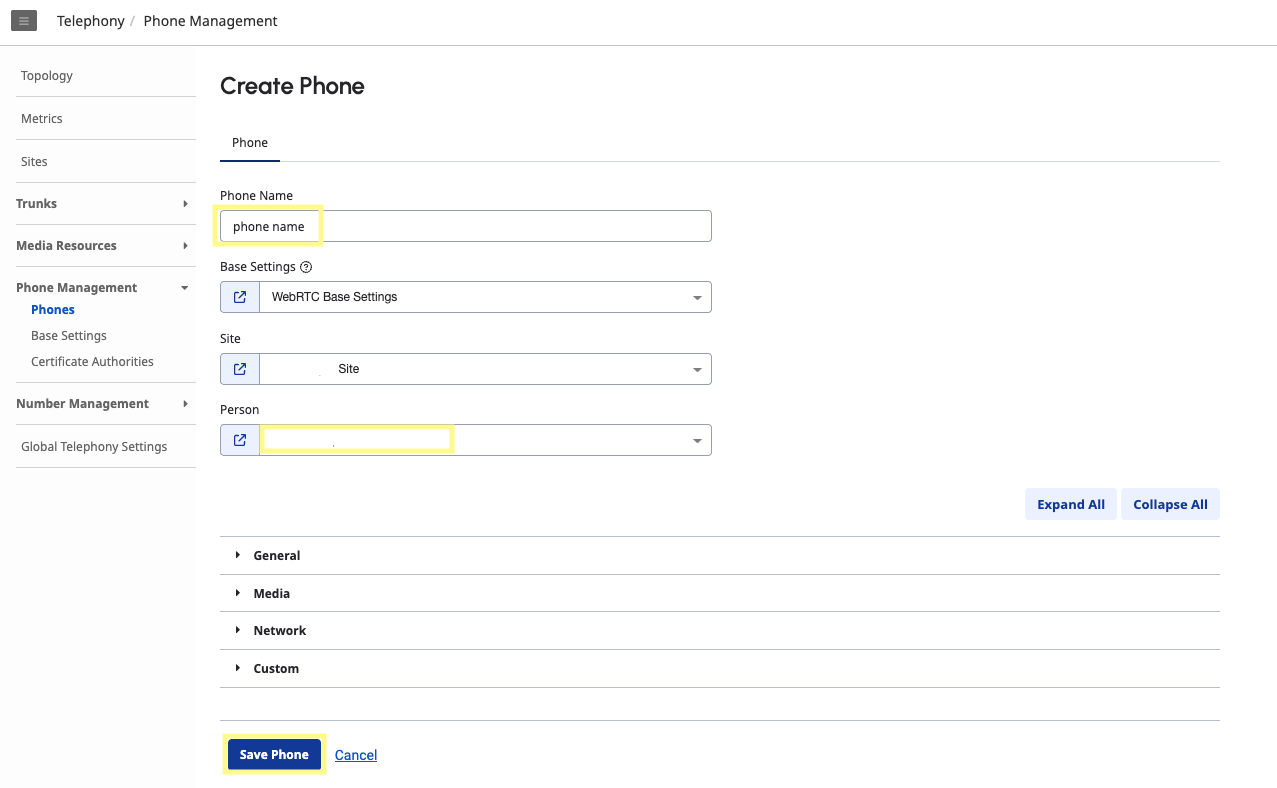 Telephony / Phone Management
Topology
Metrics
Sites
Trunks
Media Resources
Phone Management
Phones
Base Settings
Certificate Authorities
Number Management
Global Telephony Settings
Create Phone
Phone
Phone Name
phone name
Base Settings
WebRTC Base Settings
Site
Site
Person
Expand All Collapse All
General
Media
Network
Custom
Save Phone Cancel